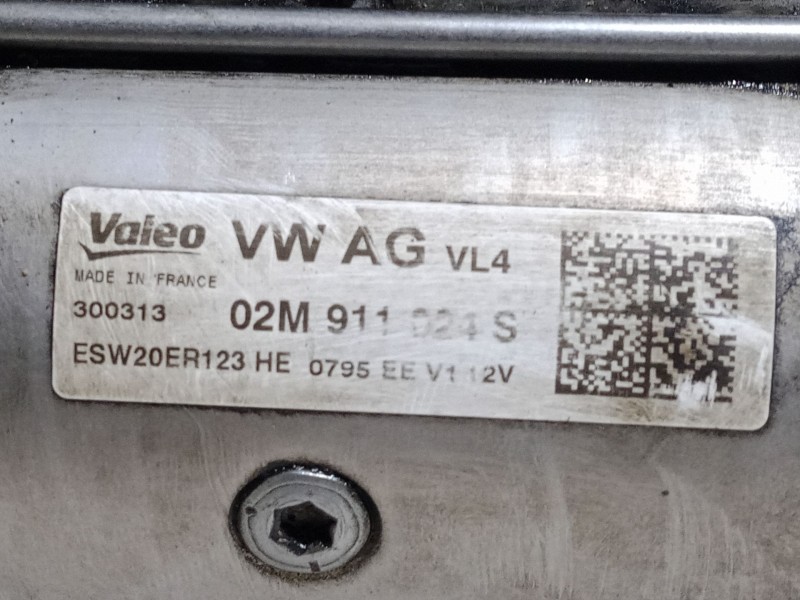 Valeo VW AG VL4
MADE IN FRANCE
300313 02M 911 024 S
ESW20ER123 HE 0795 EE V1 12V